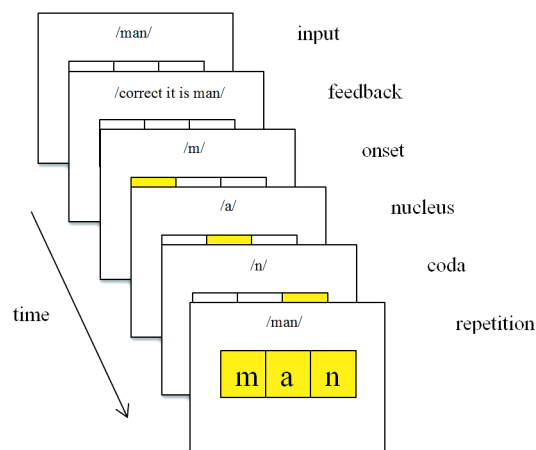 /man/ input
/correct it is man/ feedback
/m/ onset
/a/ nucleus
/n/ coda
time
/man/ repetition
m a n